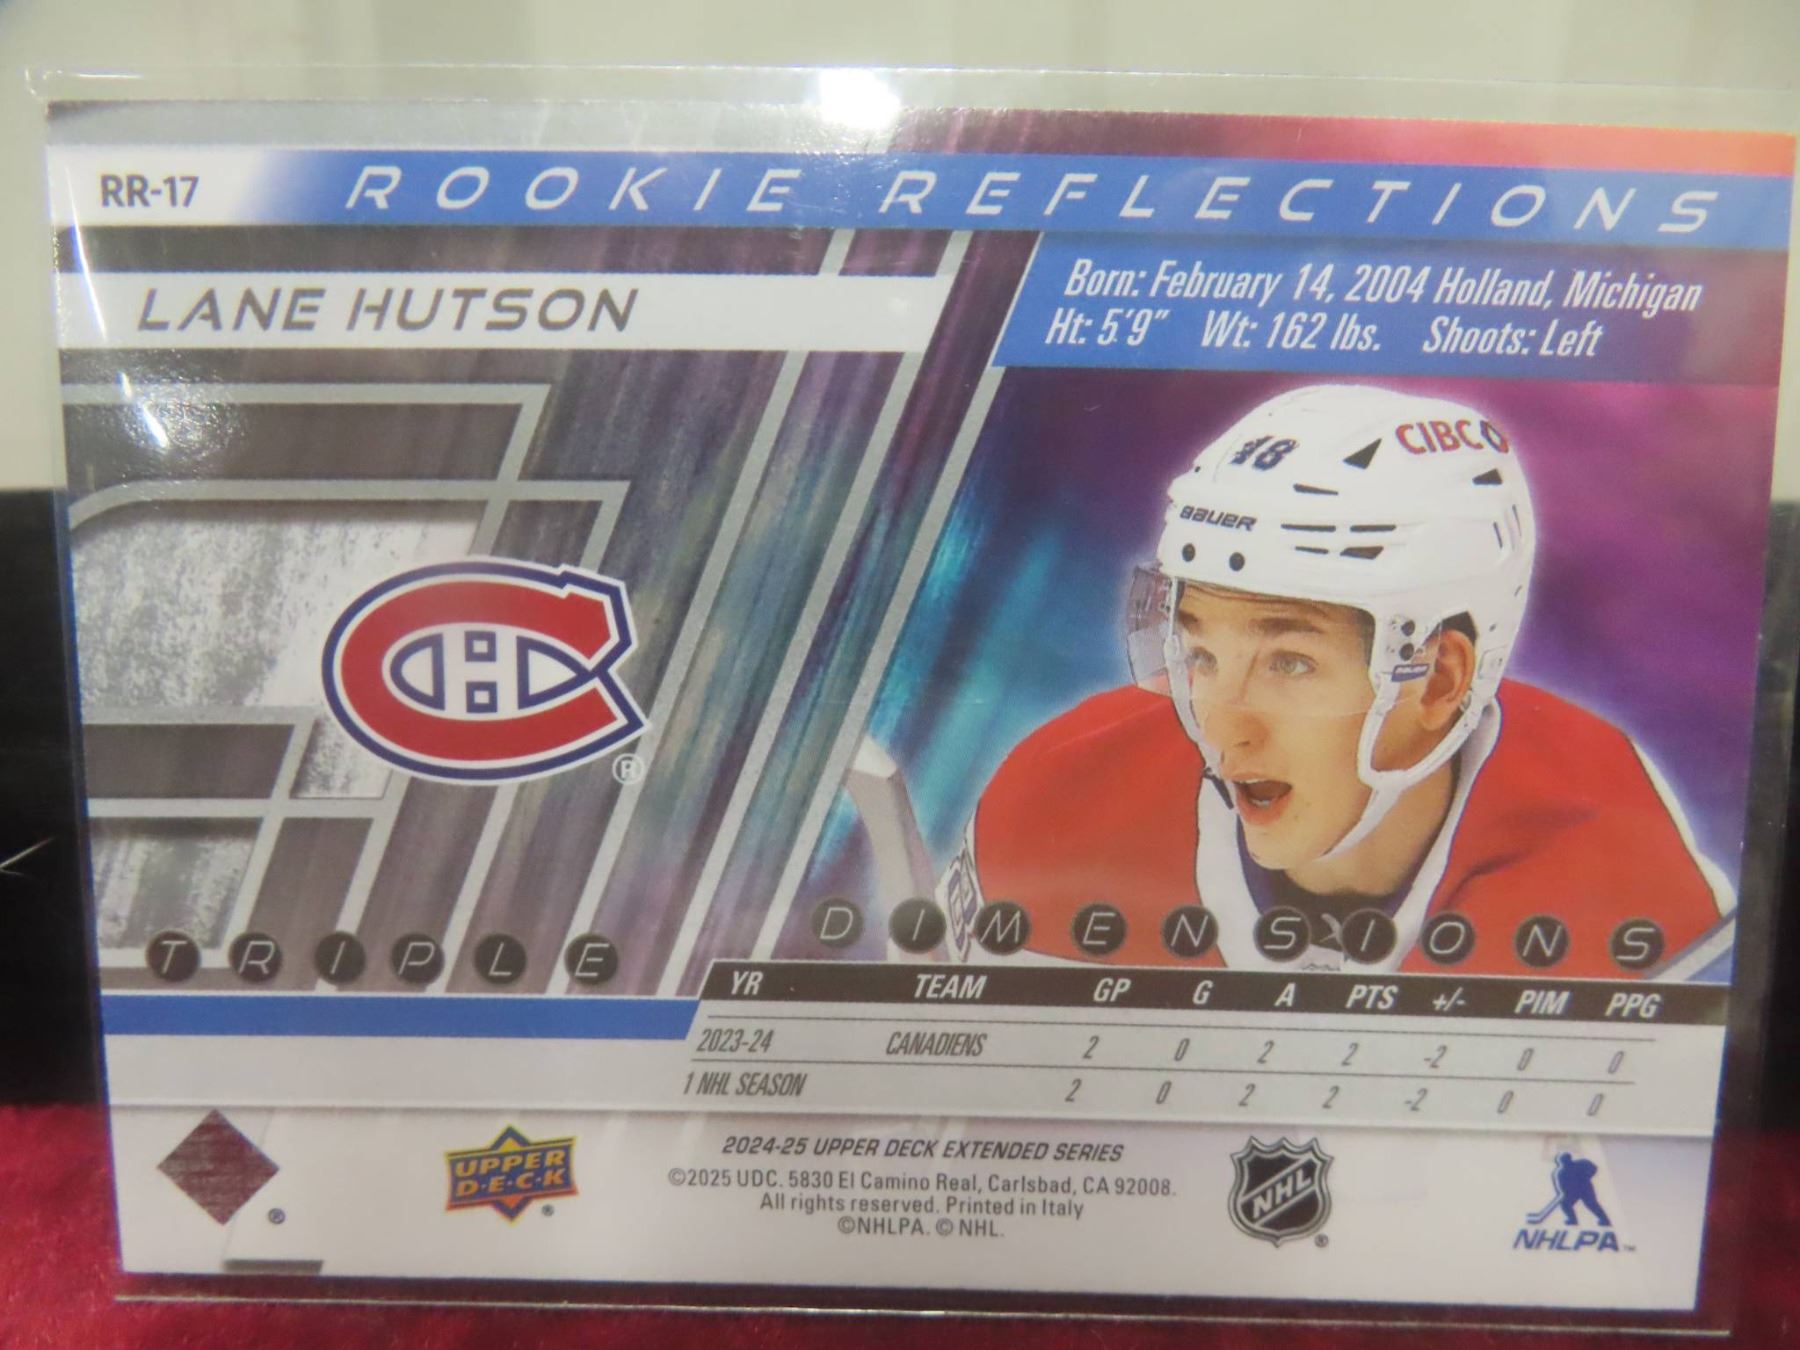 RR-17
ROOKIE REFLECTIONS
LANE HUTSON
Born: February 14, 2004 Holland, Michigan
Ht: 5'9" Wt: 162 lbs. Shoots: Left
48
CIBC
BAUER
BAUER
®
TRIPLE DIMENSIONS
YR TEAM GP G A PTS +/- PIM PPG
2023-24 CANADIENS 2 0 2 2 -2 0 0
1 NHL SEASON 2 0 2 2 -2 0 0
2024-25 UPPER DECK EXTENDED SERIES
©2025 UDC. 5830 El Camino Real, Carlsbad, CA 92008.
All rights reserved. Printed in Italy
©NHLPA. © NHL.
®
UPPER
D·E·C·K
®
NHL
®
NHLPA™